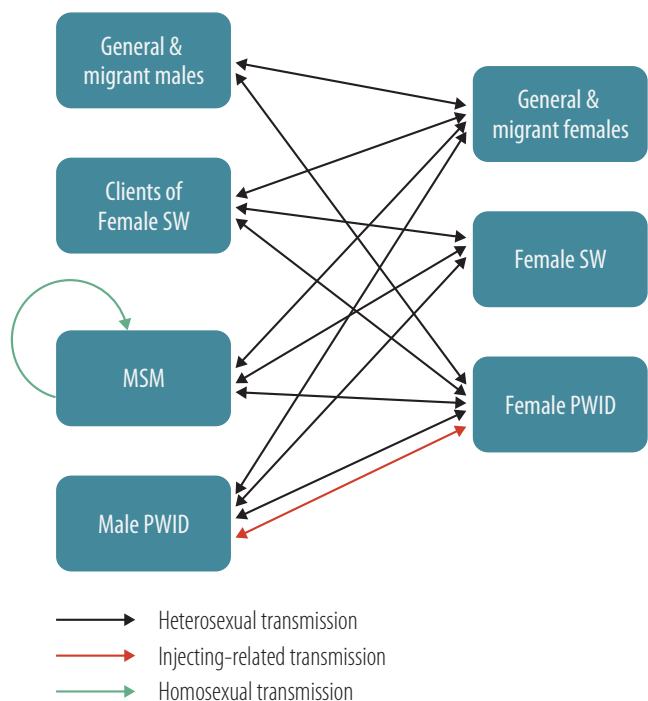 General &
migrant males
Clients of
Female SW
MSM
Male PWID
General &
migrant females
Female SW
Female PWID
Heterosexual transmission
Injecting-related transmission
Homosexual transmission